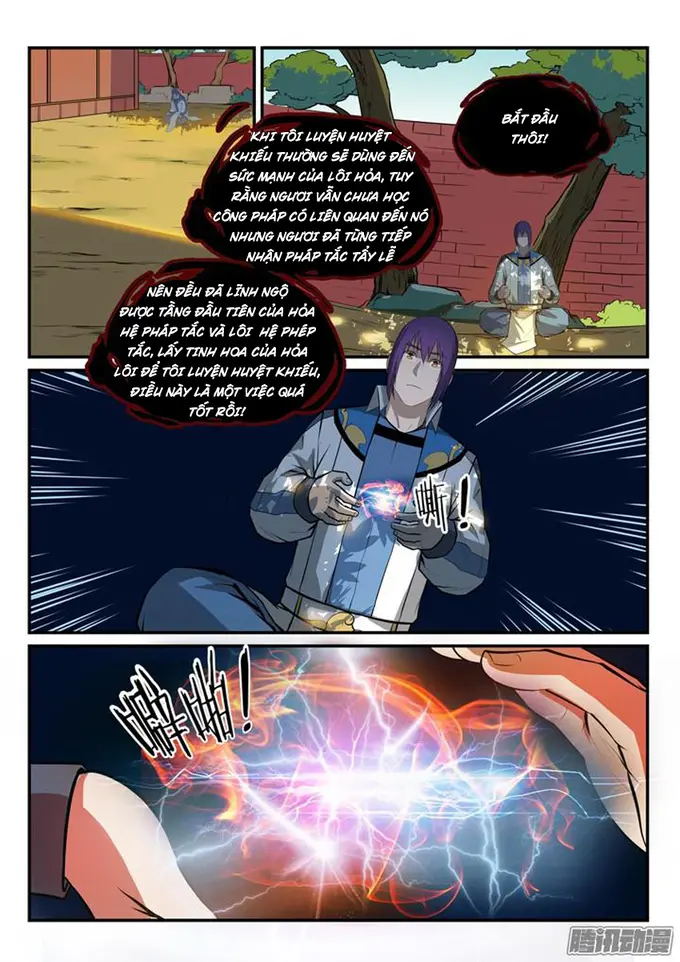 KHI TÔI LUYỆN HUYỆT
KHIẾU THƯỜNG SẼ DÙNG ĐẾN
SỨC MẠNH CỦA LÔI HỎA, TUY
RẰNG NGƯƠI VẪN CHƯA HỌC
CÔNG PHÁP CÓ LIÊN QUAN ĐẾN NÓ
NHƯNG NGƯƠI ĐÃ TỪNG TIẾP
NHẬN PHÁP TẮC TẨY LỄ
BẮT ĐẦU
THÔI!
NÊN ĐỀU ĐÃ LĨNH NGỘ
ĐƯỢC TẦNG ĐẦU TIÊN CỦA HỎA
HỆ PHÁP TẮC VÀ LÔI HỆ PHÉP
TẮC, LẤY TINH HOA CỦA HỎA
LÔI ĐỂ TÔI LUYỆN HUYỆT KHIẾU,
ĐIỀU NÀY LÀ MỘT VIỆC QUÁ
TỐT RỒI!
腾讯动漫